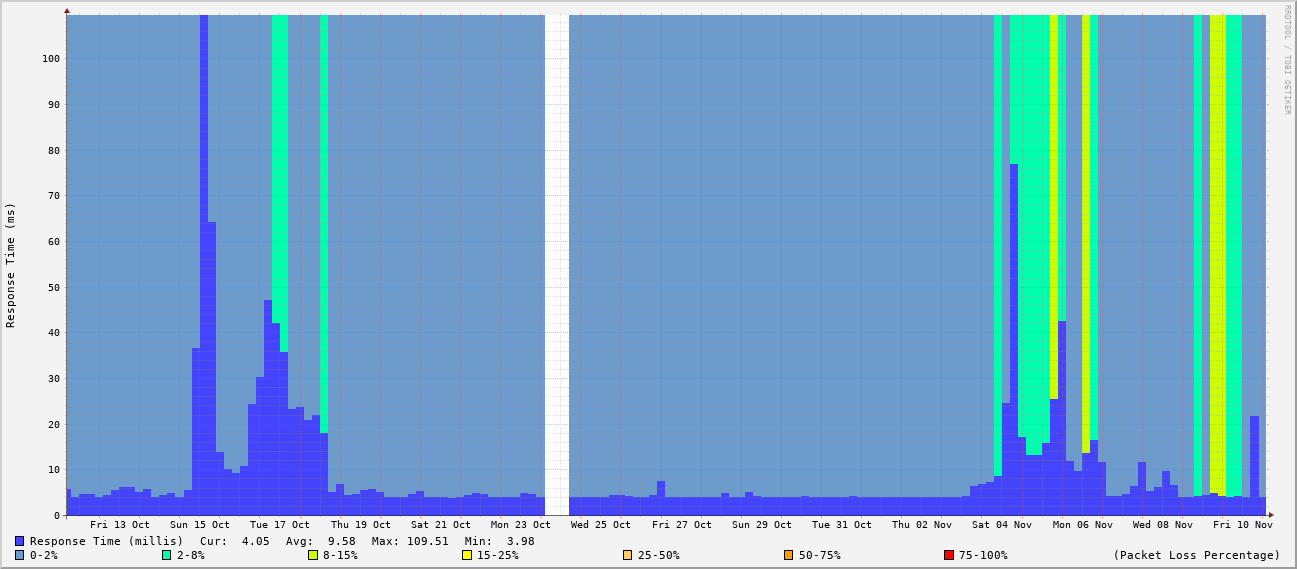 RRDTOOL / TOBI OETIKER
Response Time (ms)
100
90
80
70
60
50
40
30
20
10
0
Fri 13 Oct Sun 15 Oct Tue 17 Oct Thu 19 Oct Sat 21 Oct Mon 23 Oct Wed 25 Oct Fri 27 Oct Sun 29 Oct Tue 31 Oct Thu 02 Nov Sat 04 Nov Mon 06 Nov Wed 08 Nov Fri 10 Nov
Response Time (millis) Cur: 4.05 Avg: 9.58 Max: 109.51 Min: 3.98
0-2% 2-8% 8-15% 15-25% 25-50% 50-75% 75-100% (Packet Loss Percentage)